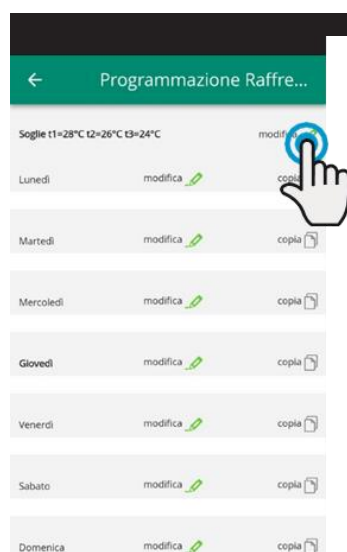 Programmazione Raffre...
Soglie t1=28°C t2=26°C t3=24°C modifica
Lunedì modifica copia
Martedì modifica copia
Mercoledì modifica copia
Giovedì modifica copia
Venerdì modifica copia
Sabato modifica copia
Domenica modifica copia